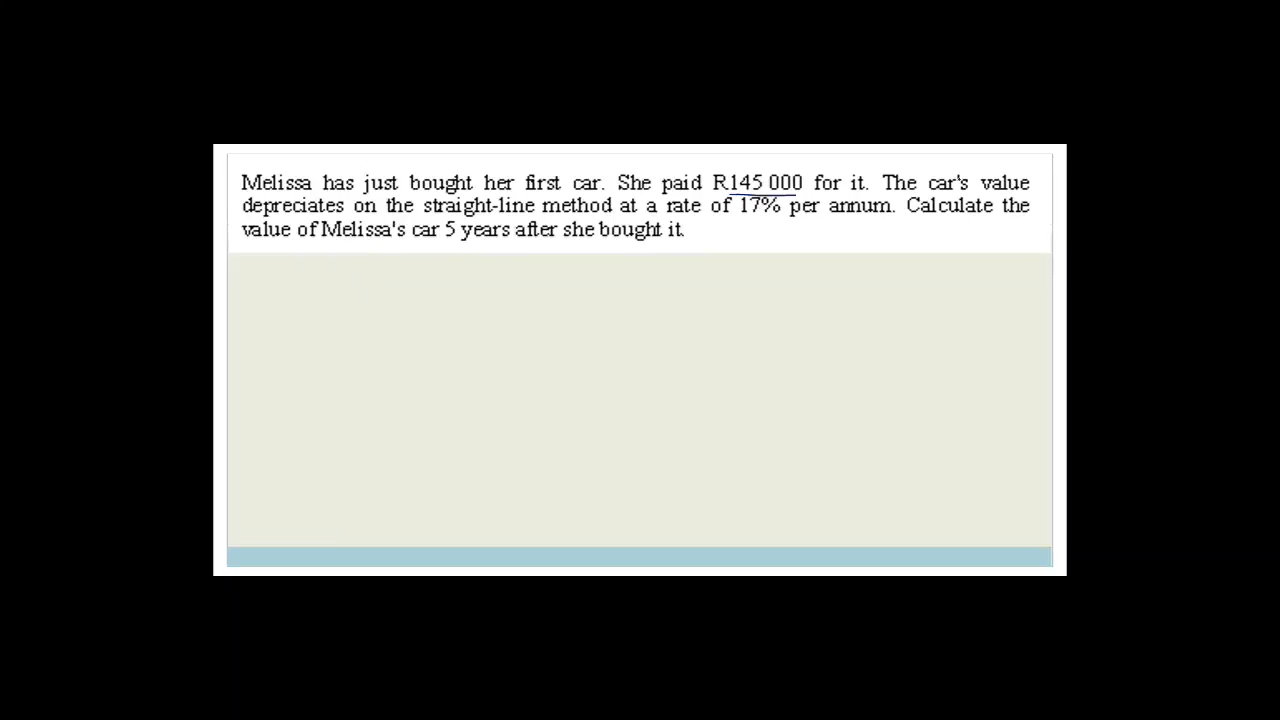 Melissa has just bought her first car. She paid R145 000 for it. The car's value
depreciates on the straight-line method at a rate of 17% per annum. Calculate the
value of Melissa's car 5 years after she bought it.